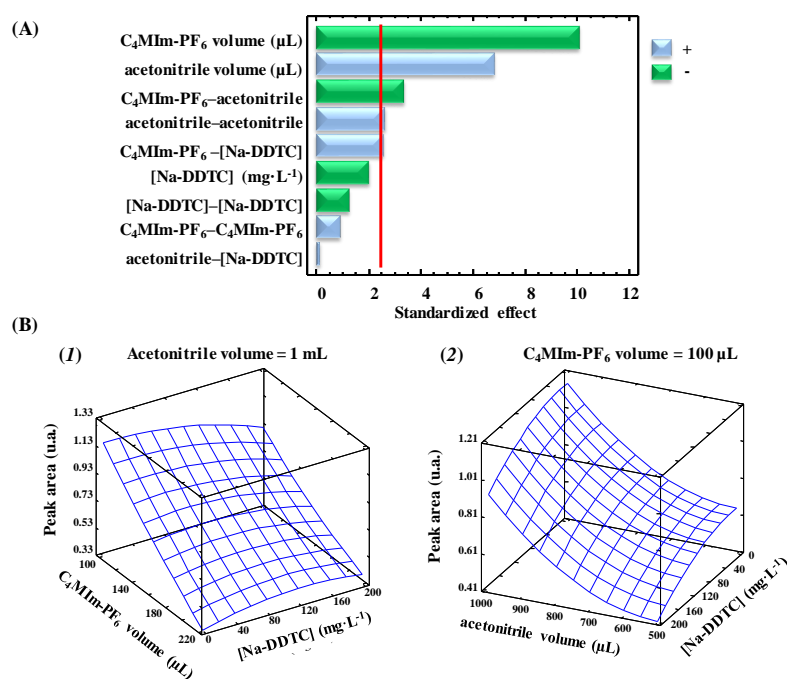 (A)
C₄MIm-PF₆ volume (µL)
acetonitrile volume (µL)
C₄MIm-PF₆–acetonitrile
acetonitrile–acetonitrile
C₄MIm-PF₆ –[Na-DDTC]
[Na-DDTC] (mg·L⁻¹)
[Na-DDTC]–[Na-DDTC]
C₄MIm-PF₆–C₄MIm-PF₆
acetonitrile–[Na-DDTC]
+
-
0 2 4 6 8 10 12
Standardized effect
(B)
(1) Acetonitrile volume = 1 mL
Peak area (u.a.)
1.33
1.13
0.93
0.73
0.53
0.33
100
140
180
220
C₄MIm-PF₆ volume (µL)
0 40 80 120 160 200
[Na-DDTC] (mg·L⁻¹)
(2) C₄MIm-PF₆ volume = 100 µL
Peak area (u.a.)
1.21
1.01
0.81
0.61
0.41
1000 900 800 700 600 500
acetonitrile volume (µL)
0
40
80
120
160
200
[Na-DDTC] (mg·L⁻¹)